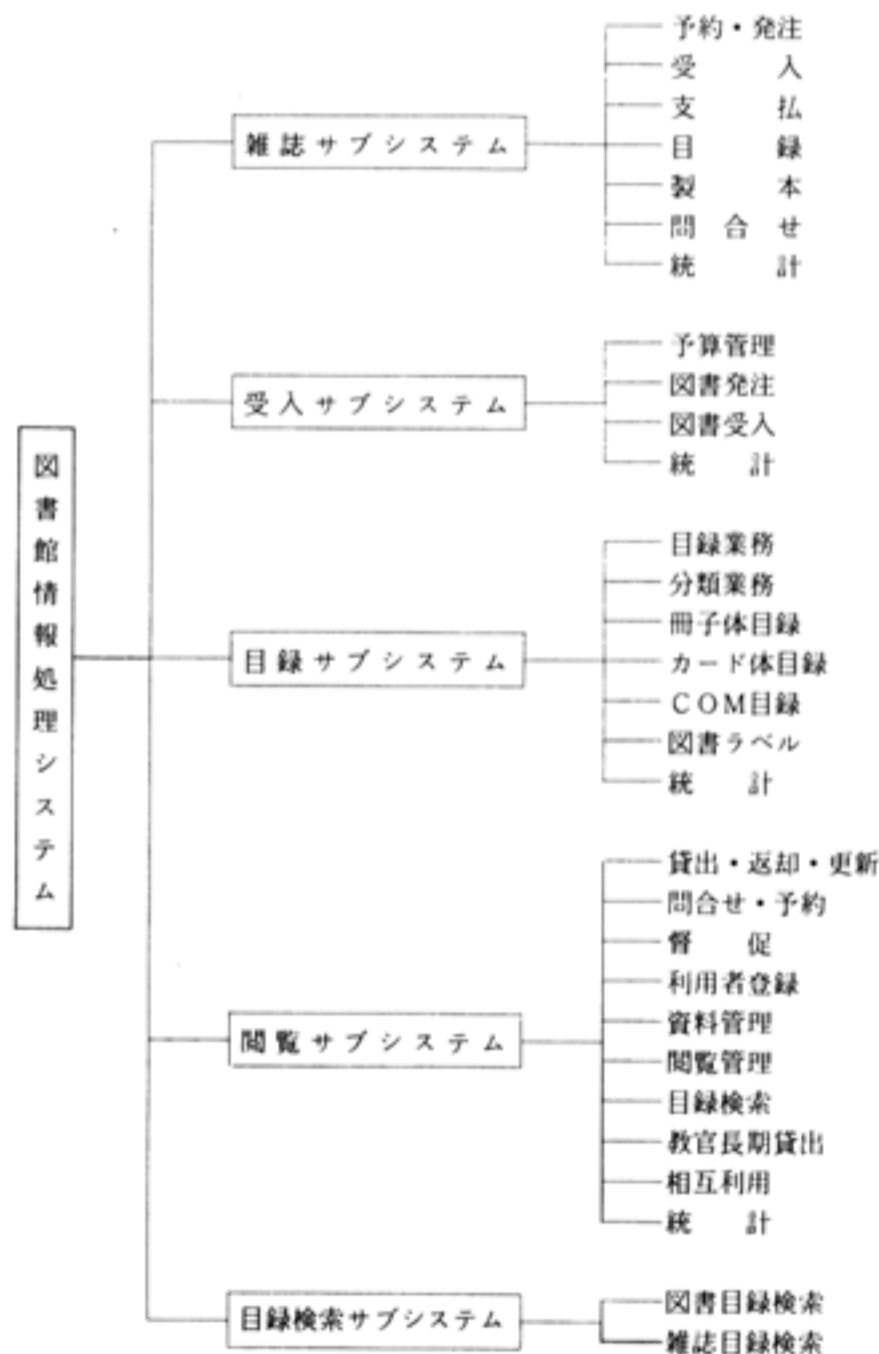 図書館情報処理システム
雑誌サブシステム
予約・発注
受入
支払
目録
製本
問合せ
統計
受入サブシステム
予算管理
図書発注
図書受入
統計
目録サブシステム
目録業務
分類業務
冊子体目録
カード体目録
COM目録
図書ラベル
統計
閲覧サブシステム
貸出・返却・更新
問合せ・予約
督促
利用者登録
資料管理
閲覧管理
目録検索
教官長期貸出
相互利用
統計
目録検索サブシステム
図書目録検索
雑誌目録検索